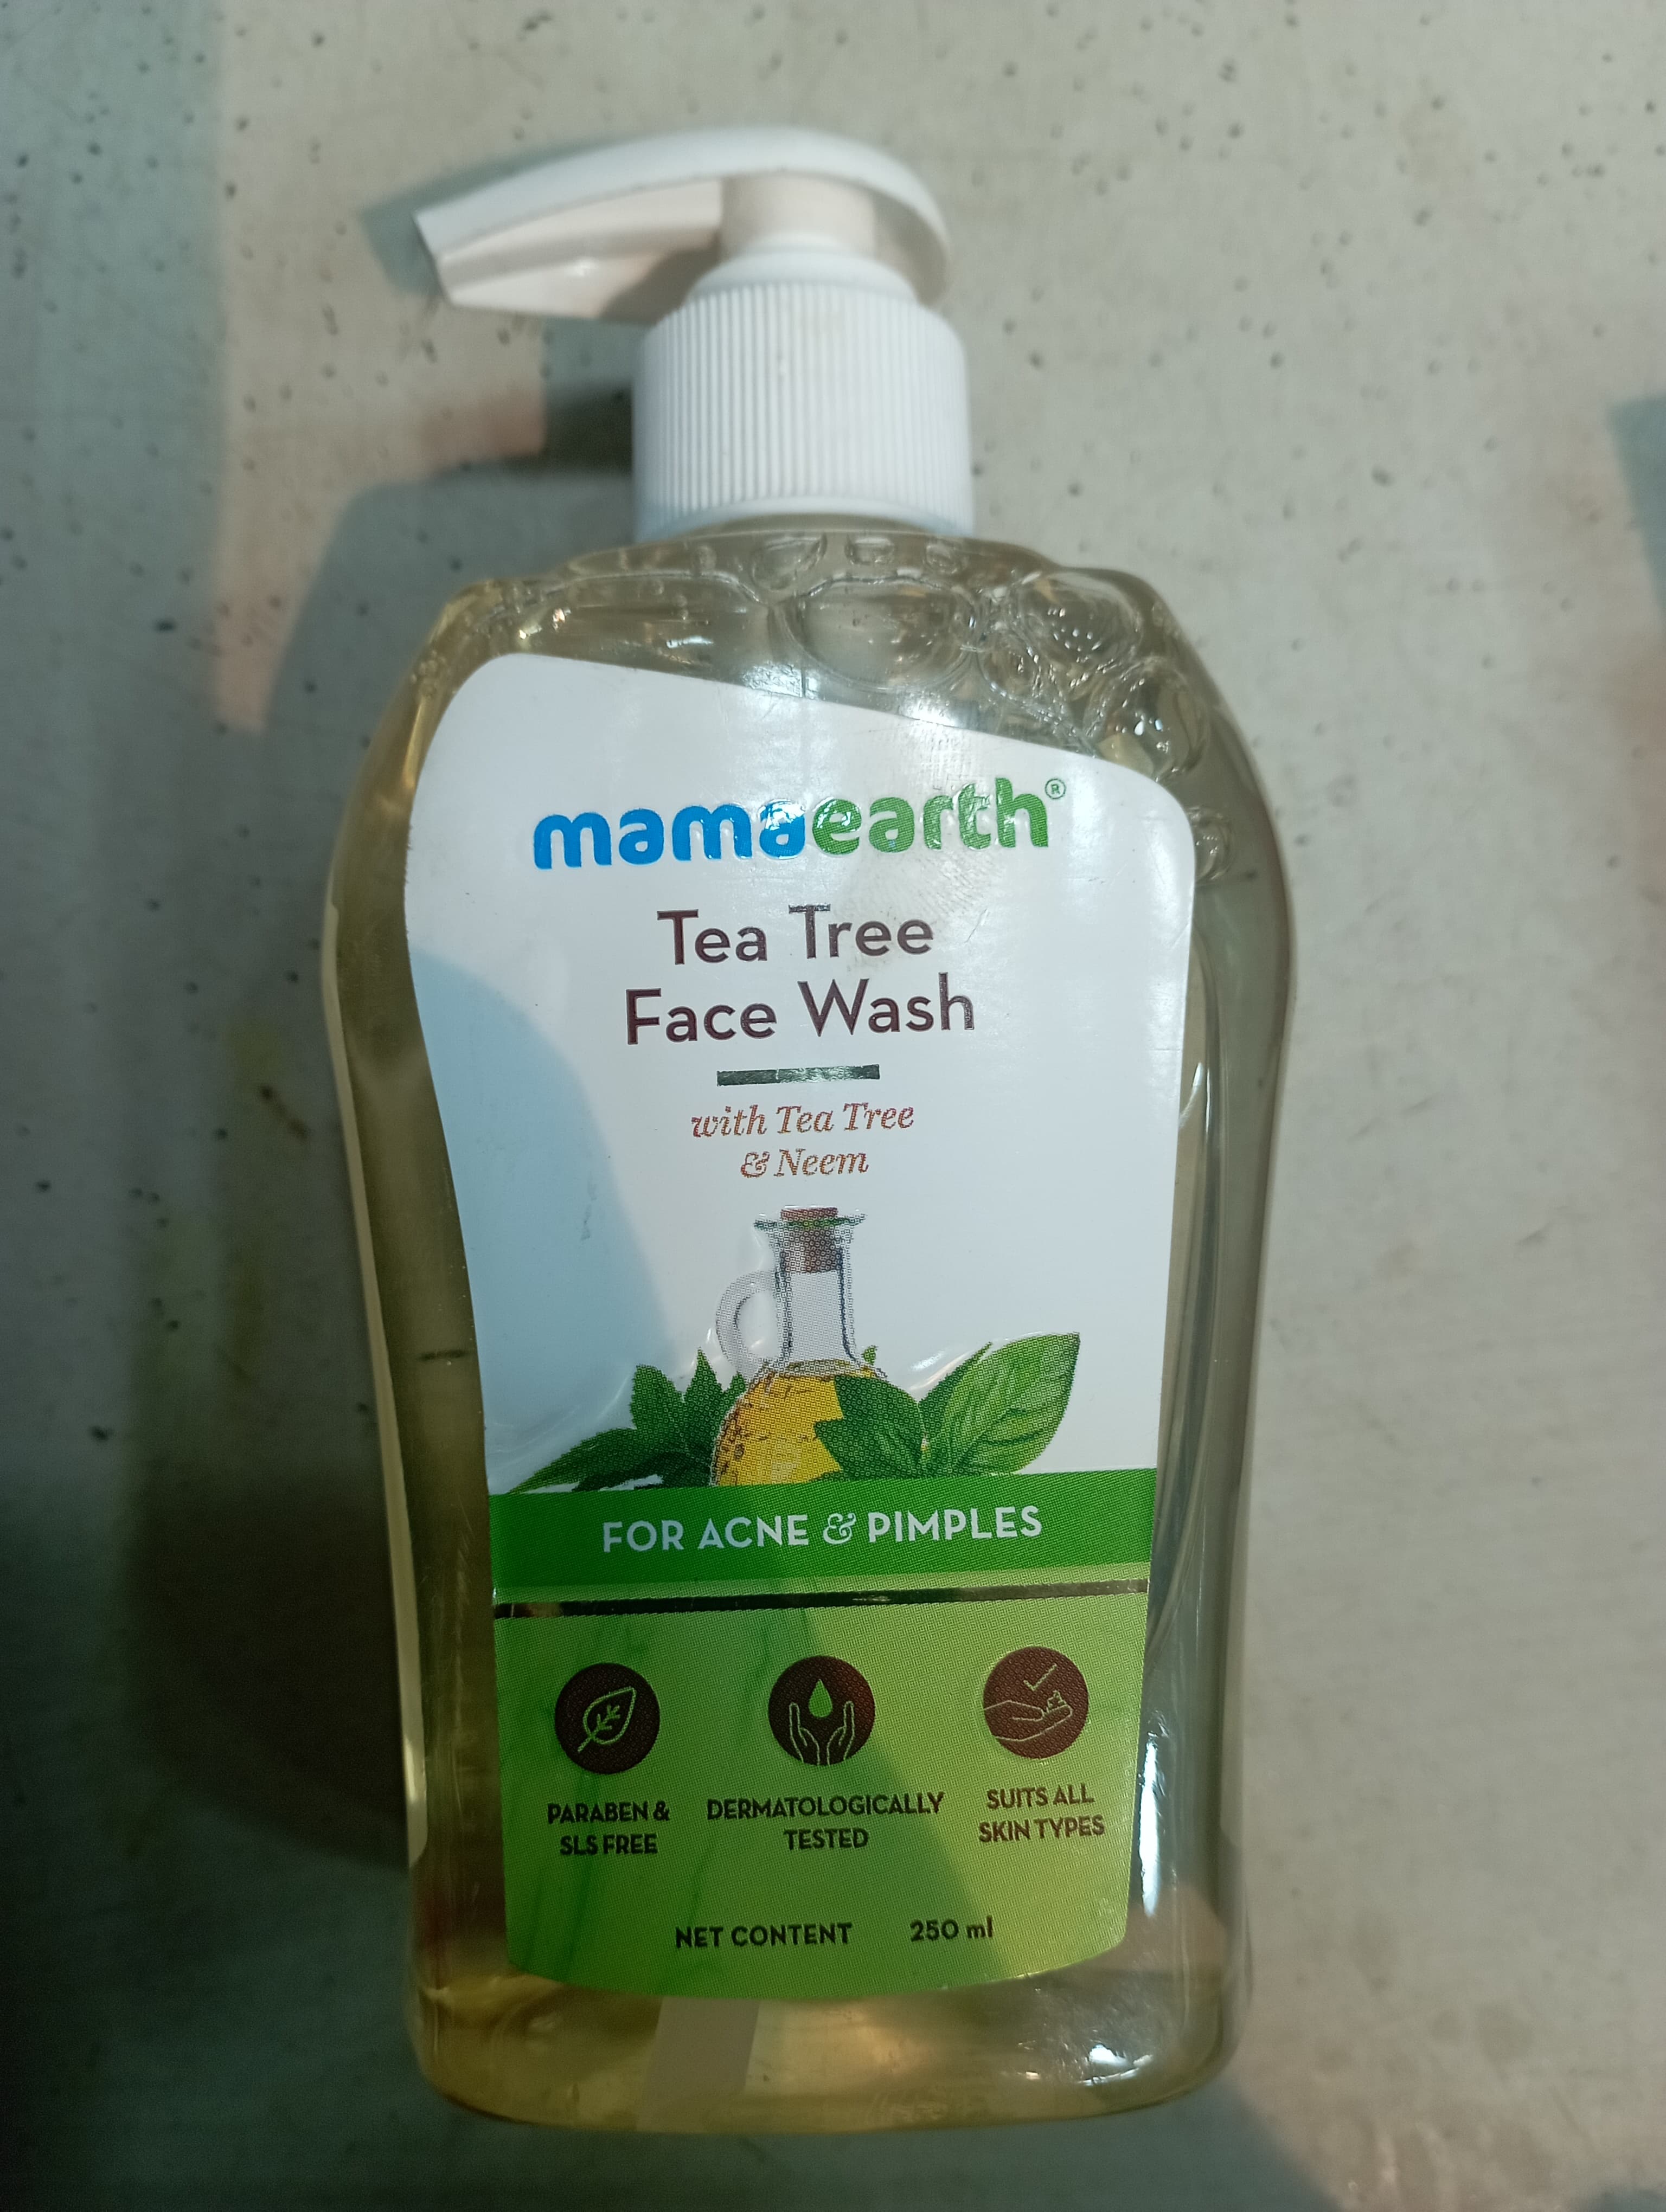 mamaearth®
Tea Tree
Face Wash
with Tea Tree
& Neem
FOR ACNE & PIMPLES
PARABEN &
SLS FREE
DERMATOLOGICALLY
TESTED
SUITS ALL
SKIN TYPES
NET CONTENT 250 ml